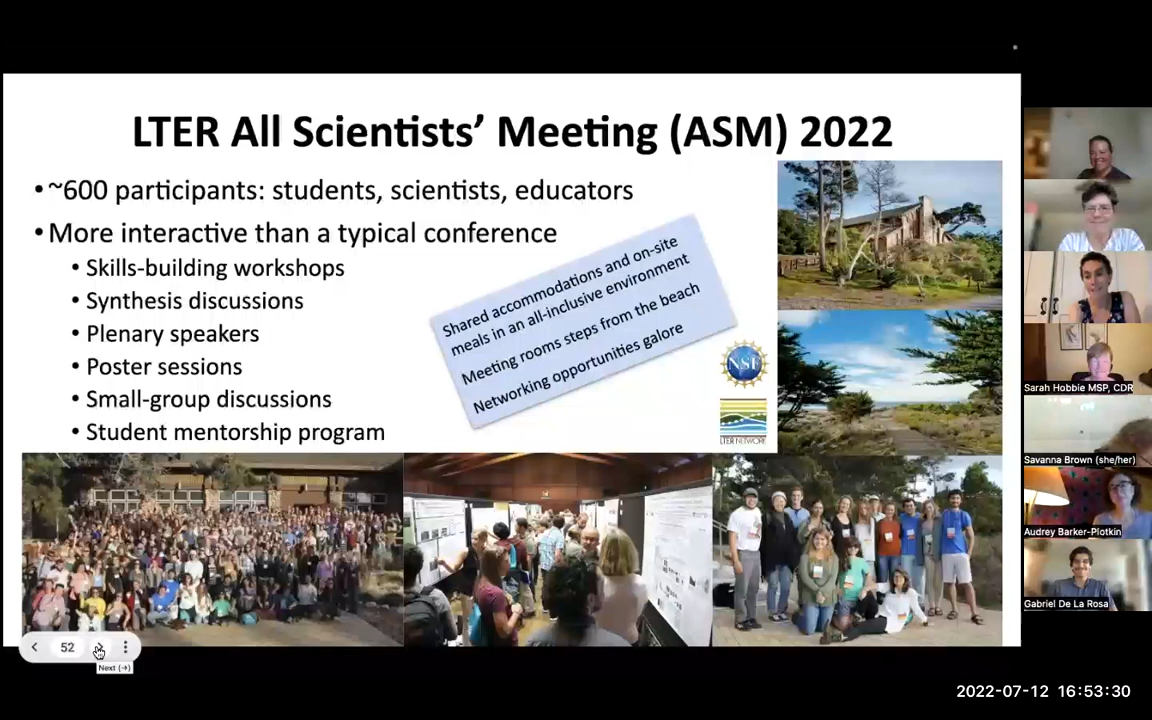 LTER All Scientists’ Meeting (ASM) 2022
• ~600 participants: students, scientists, educators
• More interactive than a typical conference
• Skills-building workshops
• Synthesis discussions
• Plenary speakers
• Poster sessions
• Small-group discussions
• Student mentorship program
Shared accommodations and on-site
meals in an all-inclusive environment
Meeting rooms steps from the beach
Networking opportunities galore
NSF
LTER NETWORK
Sarah Hobbie MSP, CDR
Savanna Brown (she/her)
Audrey Barker-Plotkin
Gabriel De La Rosa
52
Next (→)
2022-07-12 16:53:30